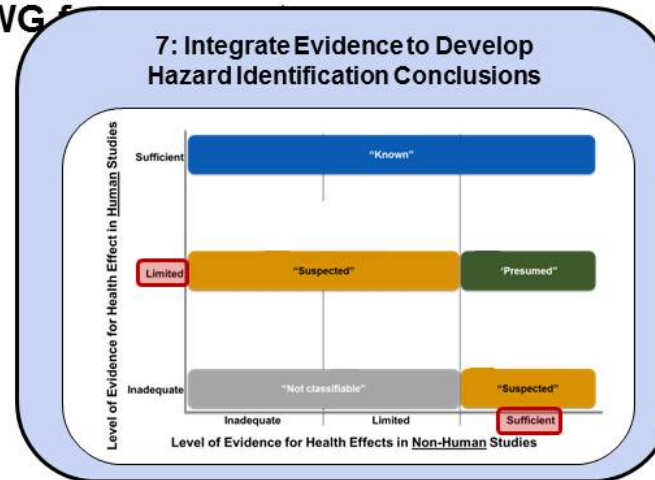 WG f
7: Integrate Evidence to Develop
Hazard Identification Conclusions
Level of Evidence for Health Effect in Human Studies
Sufficient
"Known"
Limited
"Suspected"
'Presumed"
Inadequate
"Not classifiable"
"Suspected"
Inadequate
Limited
Sufficient
Level of Evidence for Health Effects in Non-Human Studies